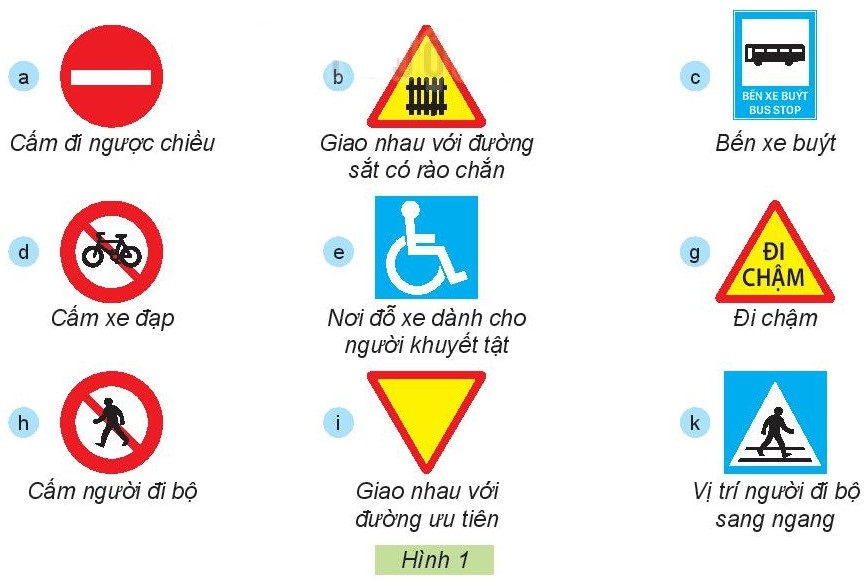 a
b
c
BẾN XE BUÝT
BUS STOP
Cấm đi ngược chiều
Giao nhau với đường
sắt có rào chắn
Bến xe buýt
d
e
g
ĐI
CHẬM
Cấm xe đạp
Nơi đỗ xe dành cho
người khuyết tật
Đi chậm
h
i
k
Cấm người đi bộ
Giao nhau với
đường ưu tiên
Vị trí người đi bộ
sang ngang
Hình 1